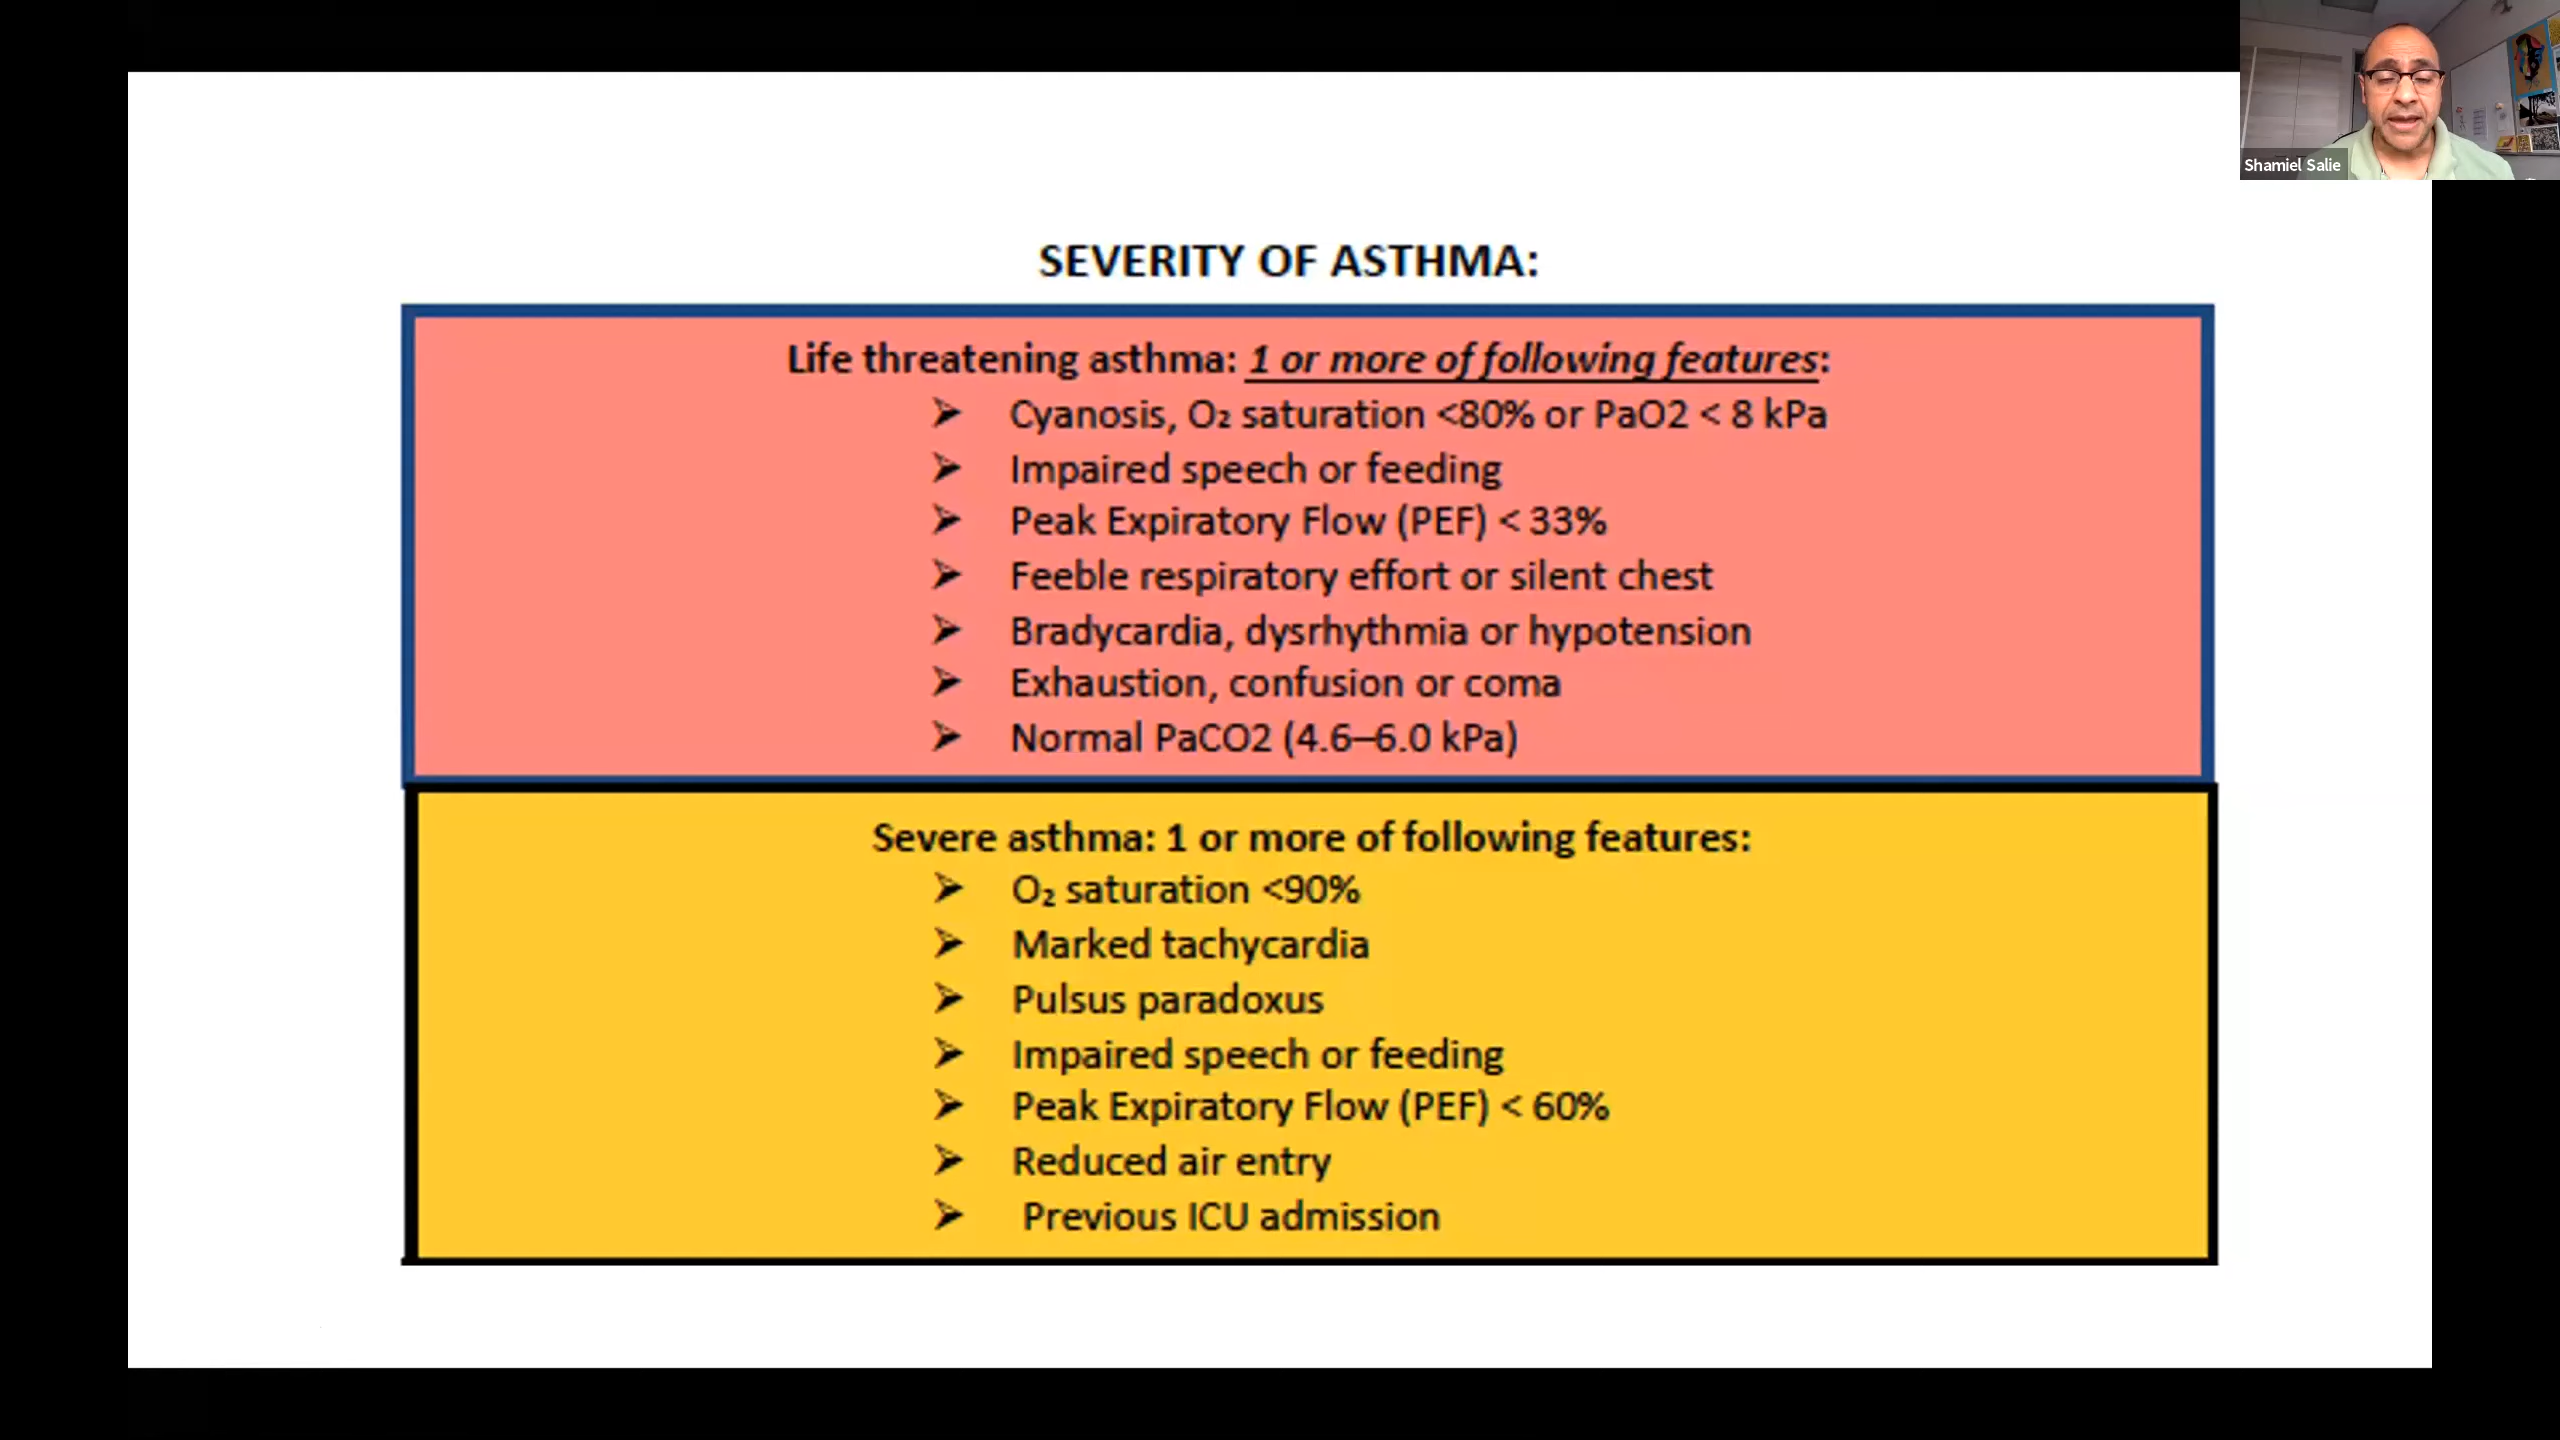 Shamiel Salie
SEVERITY OF ASTHMA:
Life threatening asthma: 1 or more of following features:
➢ Cyanosis, O₂ saturation <80% or PaO2 < 8 kPa
➢ Impaired speech or feeding
➢ Peak Expiratory Flow (PEF) < 33%
➢ Feeble respiratory effort or silent chest
➢ Bradycardia, dysrhythmia or hypotension
➢ Exhaustion, confusion or coma
➢ Normal PaCO2 (4.6–6.0 kPa)
Severe asthma: 1 or more of following features:
➢ O₂ saturation <90%
➢ Marked tachycardia
➢ Pulsus paradoxus
➢ Impaired speech or feeding
➢ Peak Expiratory Flow (PEF) < 60%
➢ Reduced air entry
➢ Previous ICU admission